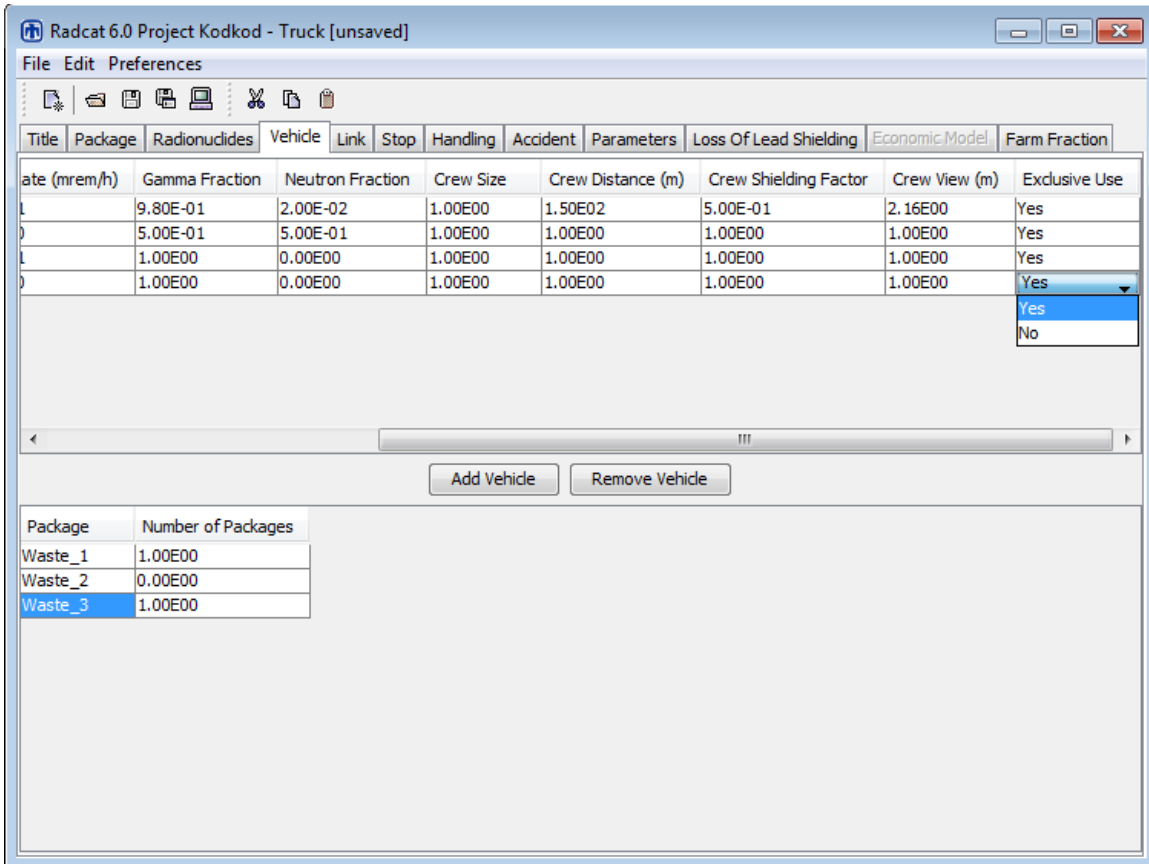 Radcat 6.0 Project Kodkod - Truck [unsaved]
File Edit Preferences
Title Package Radionuclides Vehicle Link Stop Handling Accident Parameters Loss Of Lead Shielding Economic Model Farm Fraction
ate (mrem/h) Gamma Fraction Neutron Fraction Crew Size Crew Distance (m) Crew Shielding Factor Crew View (m) Exclusive Use
1 9.80E-01 2.00E-02 1.00E00 1.50E02 5.00E-01 2.16E00 Yes
0 5.00E-01 5.00E-01 1.00E00 1.00E00 1.00E00 1.00E00 Yes
1 1.00E00 0.00E00 1.00E00 1.00E00 1.00E00 1.00E00 Yes
0 1.00E00 0.00E00 1.00E00 1.00E00 1.00E00 1.00E00 Yes
Yes
No
Add Vehicle Remove Vehicle
Package Number of Packages
Waste_1 1.00E00
Waste_2 0.00E00
Waste_3 1.00E00